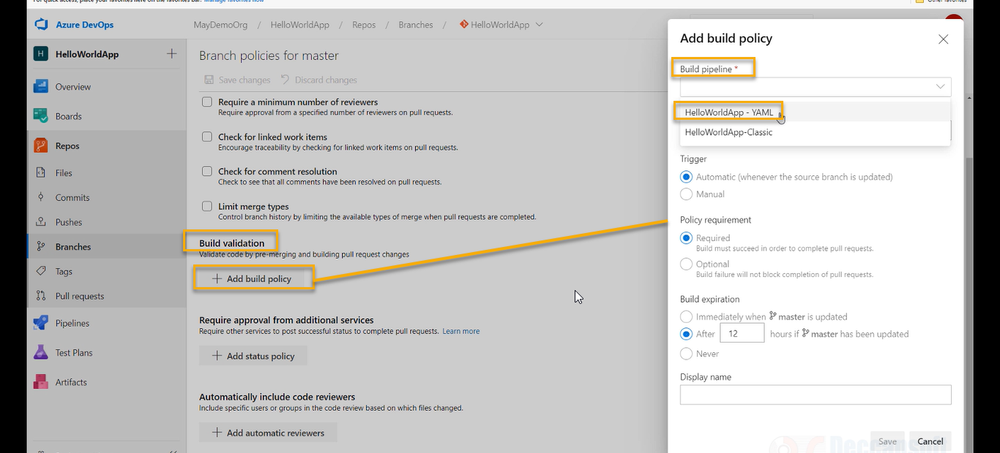 For quick access, place your favorites here on the favorites bar. Manage favorites now
Other favorites
Azure DevOps
MayDemoOrg / HelloWorldApp / Repos / Branches / HelloWorldApp
H HelloWorldApp
Overview
Boards
Repos
Files
Commits
Pushes
Branches
Tags
Pull requests
Pipelines
Test Plans
Artifacts
Branch policies for master
Save changes Discard changes
Require a minimum number of reviewers
Require approval from a specified number of reviewers on pull requests.
Check for linked work items
Encourage traceability by checking for linked work items on pull requests.
Check for comment resolution
Check to see that all comments have been resolved on pull requests.
Limit merge types
Control branch history by limiting the available types of merge when pull requests are completed.
Build validation
Validate code by pre-merging and building pull request changes
Add build policy
Require approval from additional services
Require other services to post successful status to complete pull requests. Learn more
Add status policy
Automatically include code reviewers
Include specific users or groups in the code review based on which files changed.
Add automatic reviewers
Add build policy
Build pipeline *
HelloWorldApp - YAML
HelloWorldApp-Classic
Trigger
Automatic (whenever the source branch is updated)
Manual
Policy requirement
Required
Build must succeed in order to complete pull requests.
Optional
Build failure will not block completion of pull requests.
Build expiration
Immediately when master is updated
After 12 hours if master has been updated
Never
Display name
Save Cancel